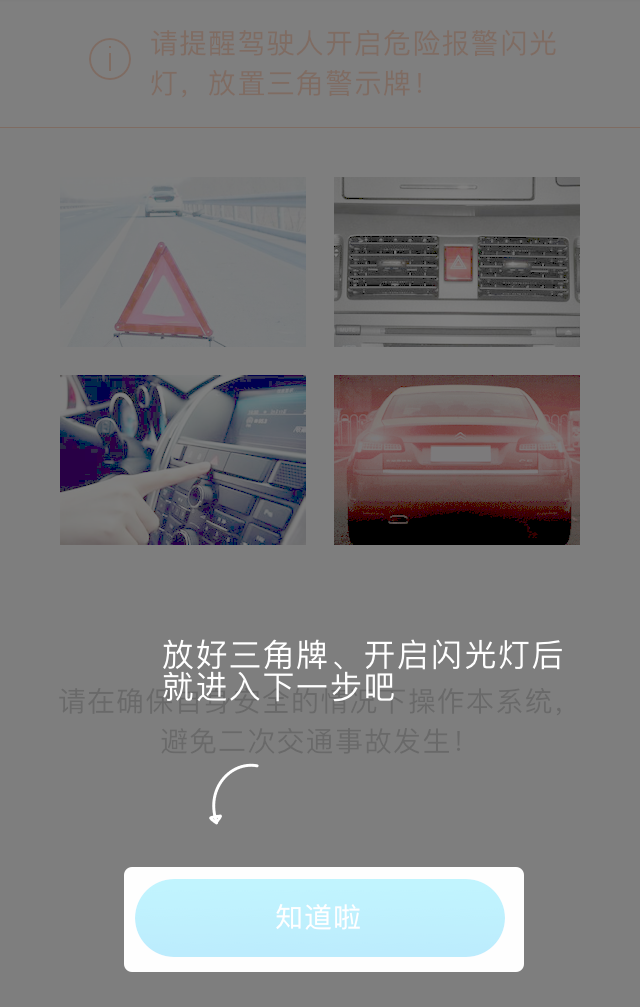 请提醒驾驶人开启危险报警闪光
灯，放置三角警示牌！
放好三角牌、开启闪光灯后
就进入下一步吧
请在确保自身安全的情况下操作本系统，
避免二次交通事故发生！
知道啦